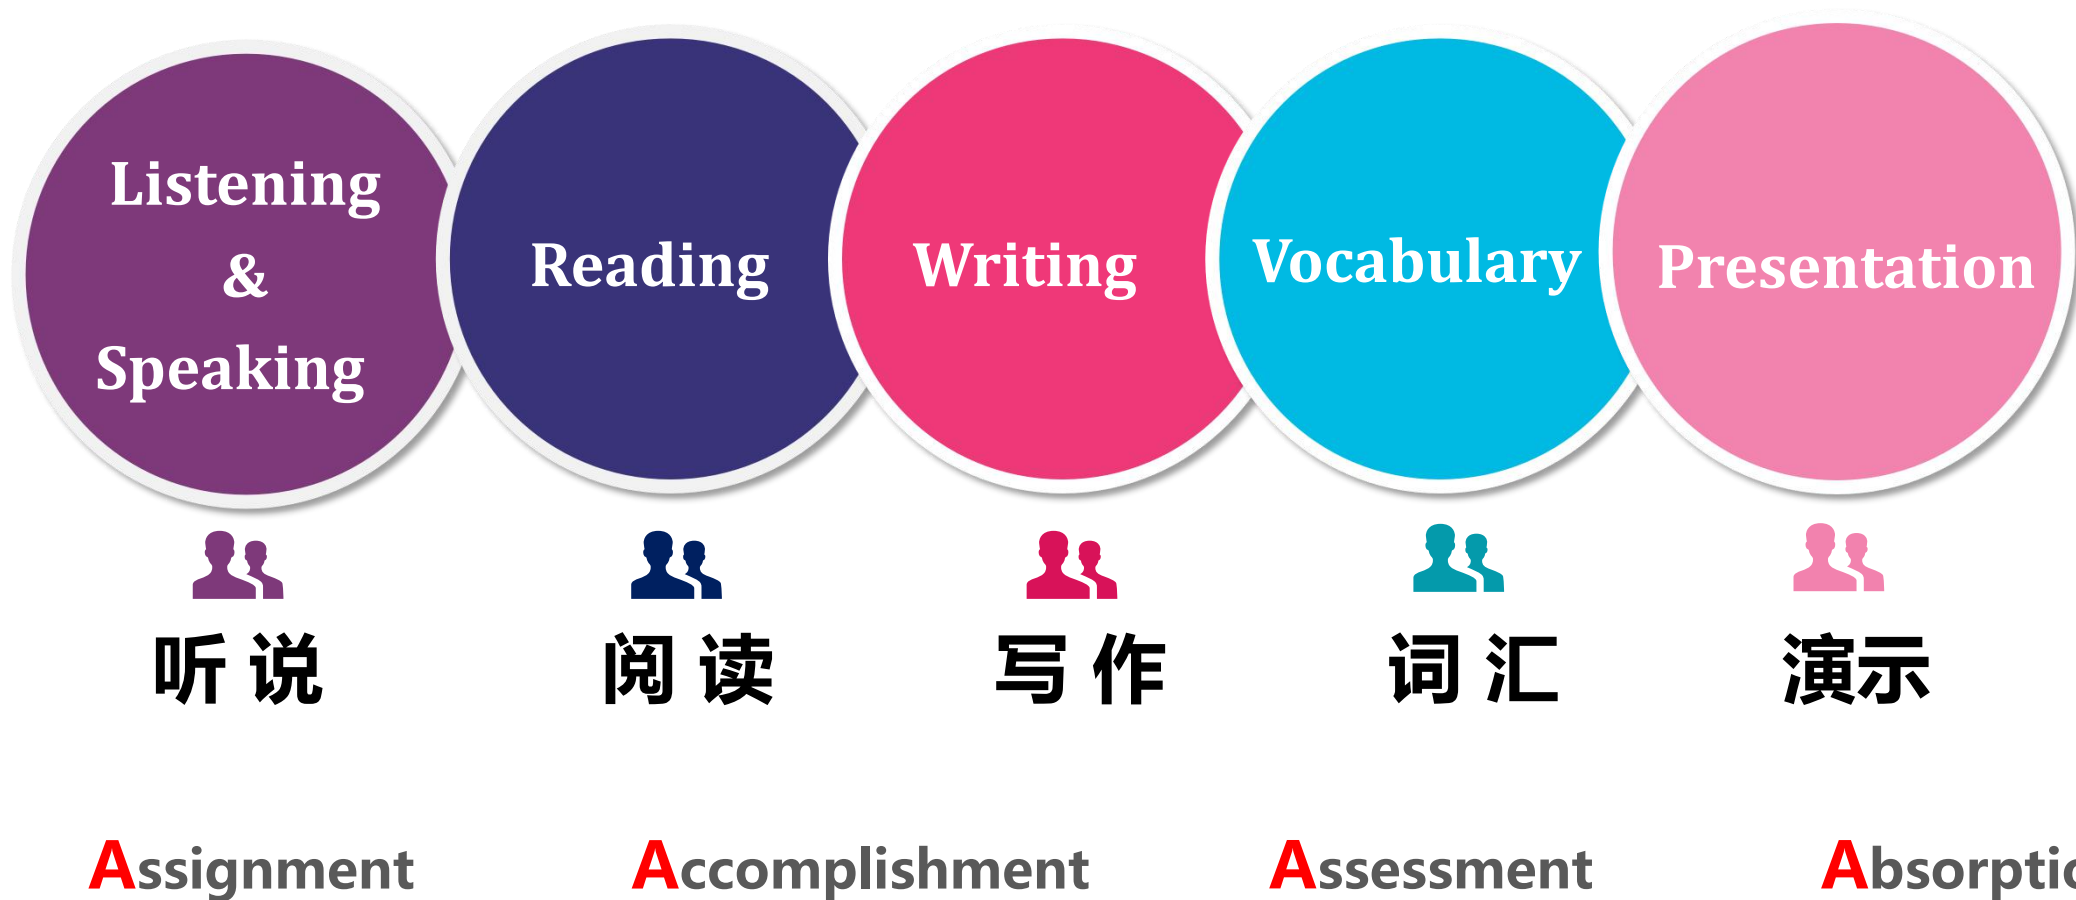 Listening
&
Speaking
Reading
Writing
Vocabulary
Presentation
听 说
阅 读
写 作
词 汇
演示
Assignment
Accomplishment
Assessment
Absorptio